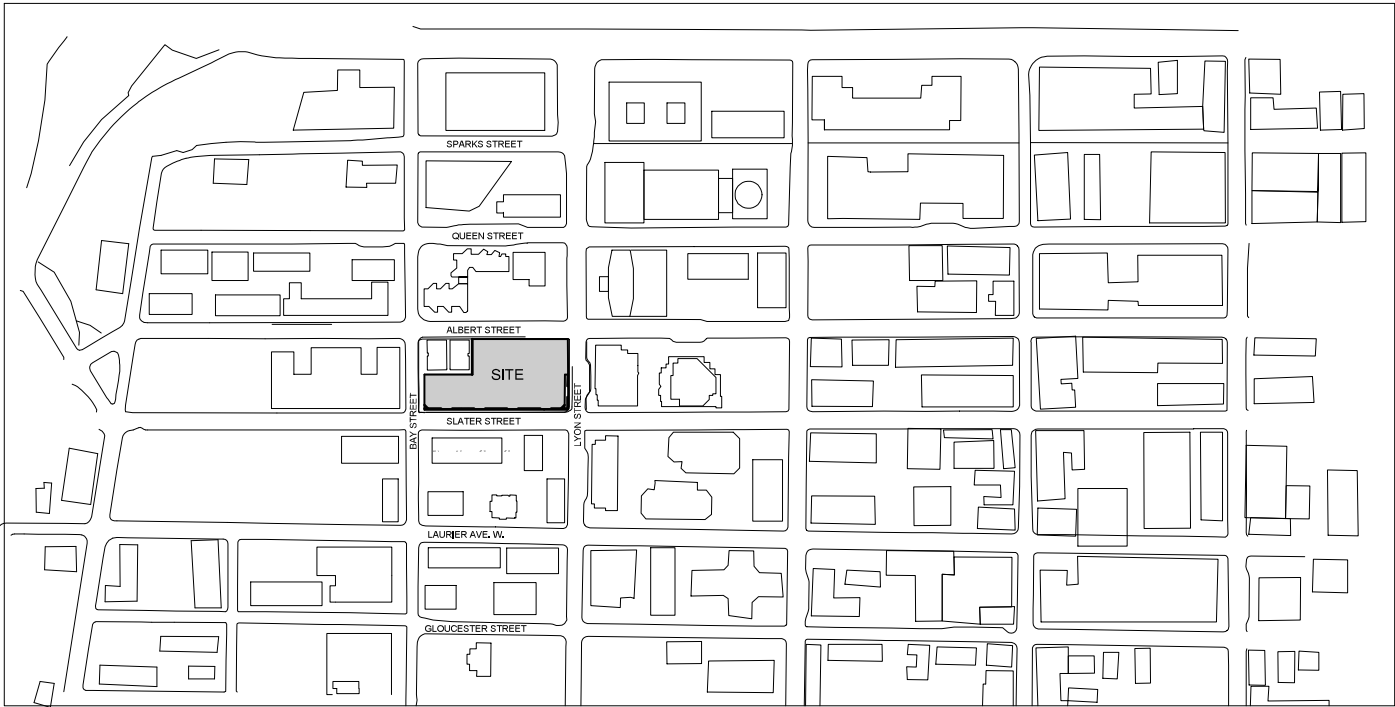 SPARKS STREET
QUEEN STREET
ALBERT STREET
SITE
BAY STREET
LYON STREET
SLATER STREET
LAURIER AVE. W.
GLOUCESTER STREET